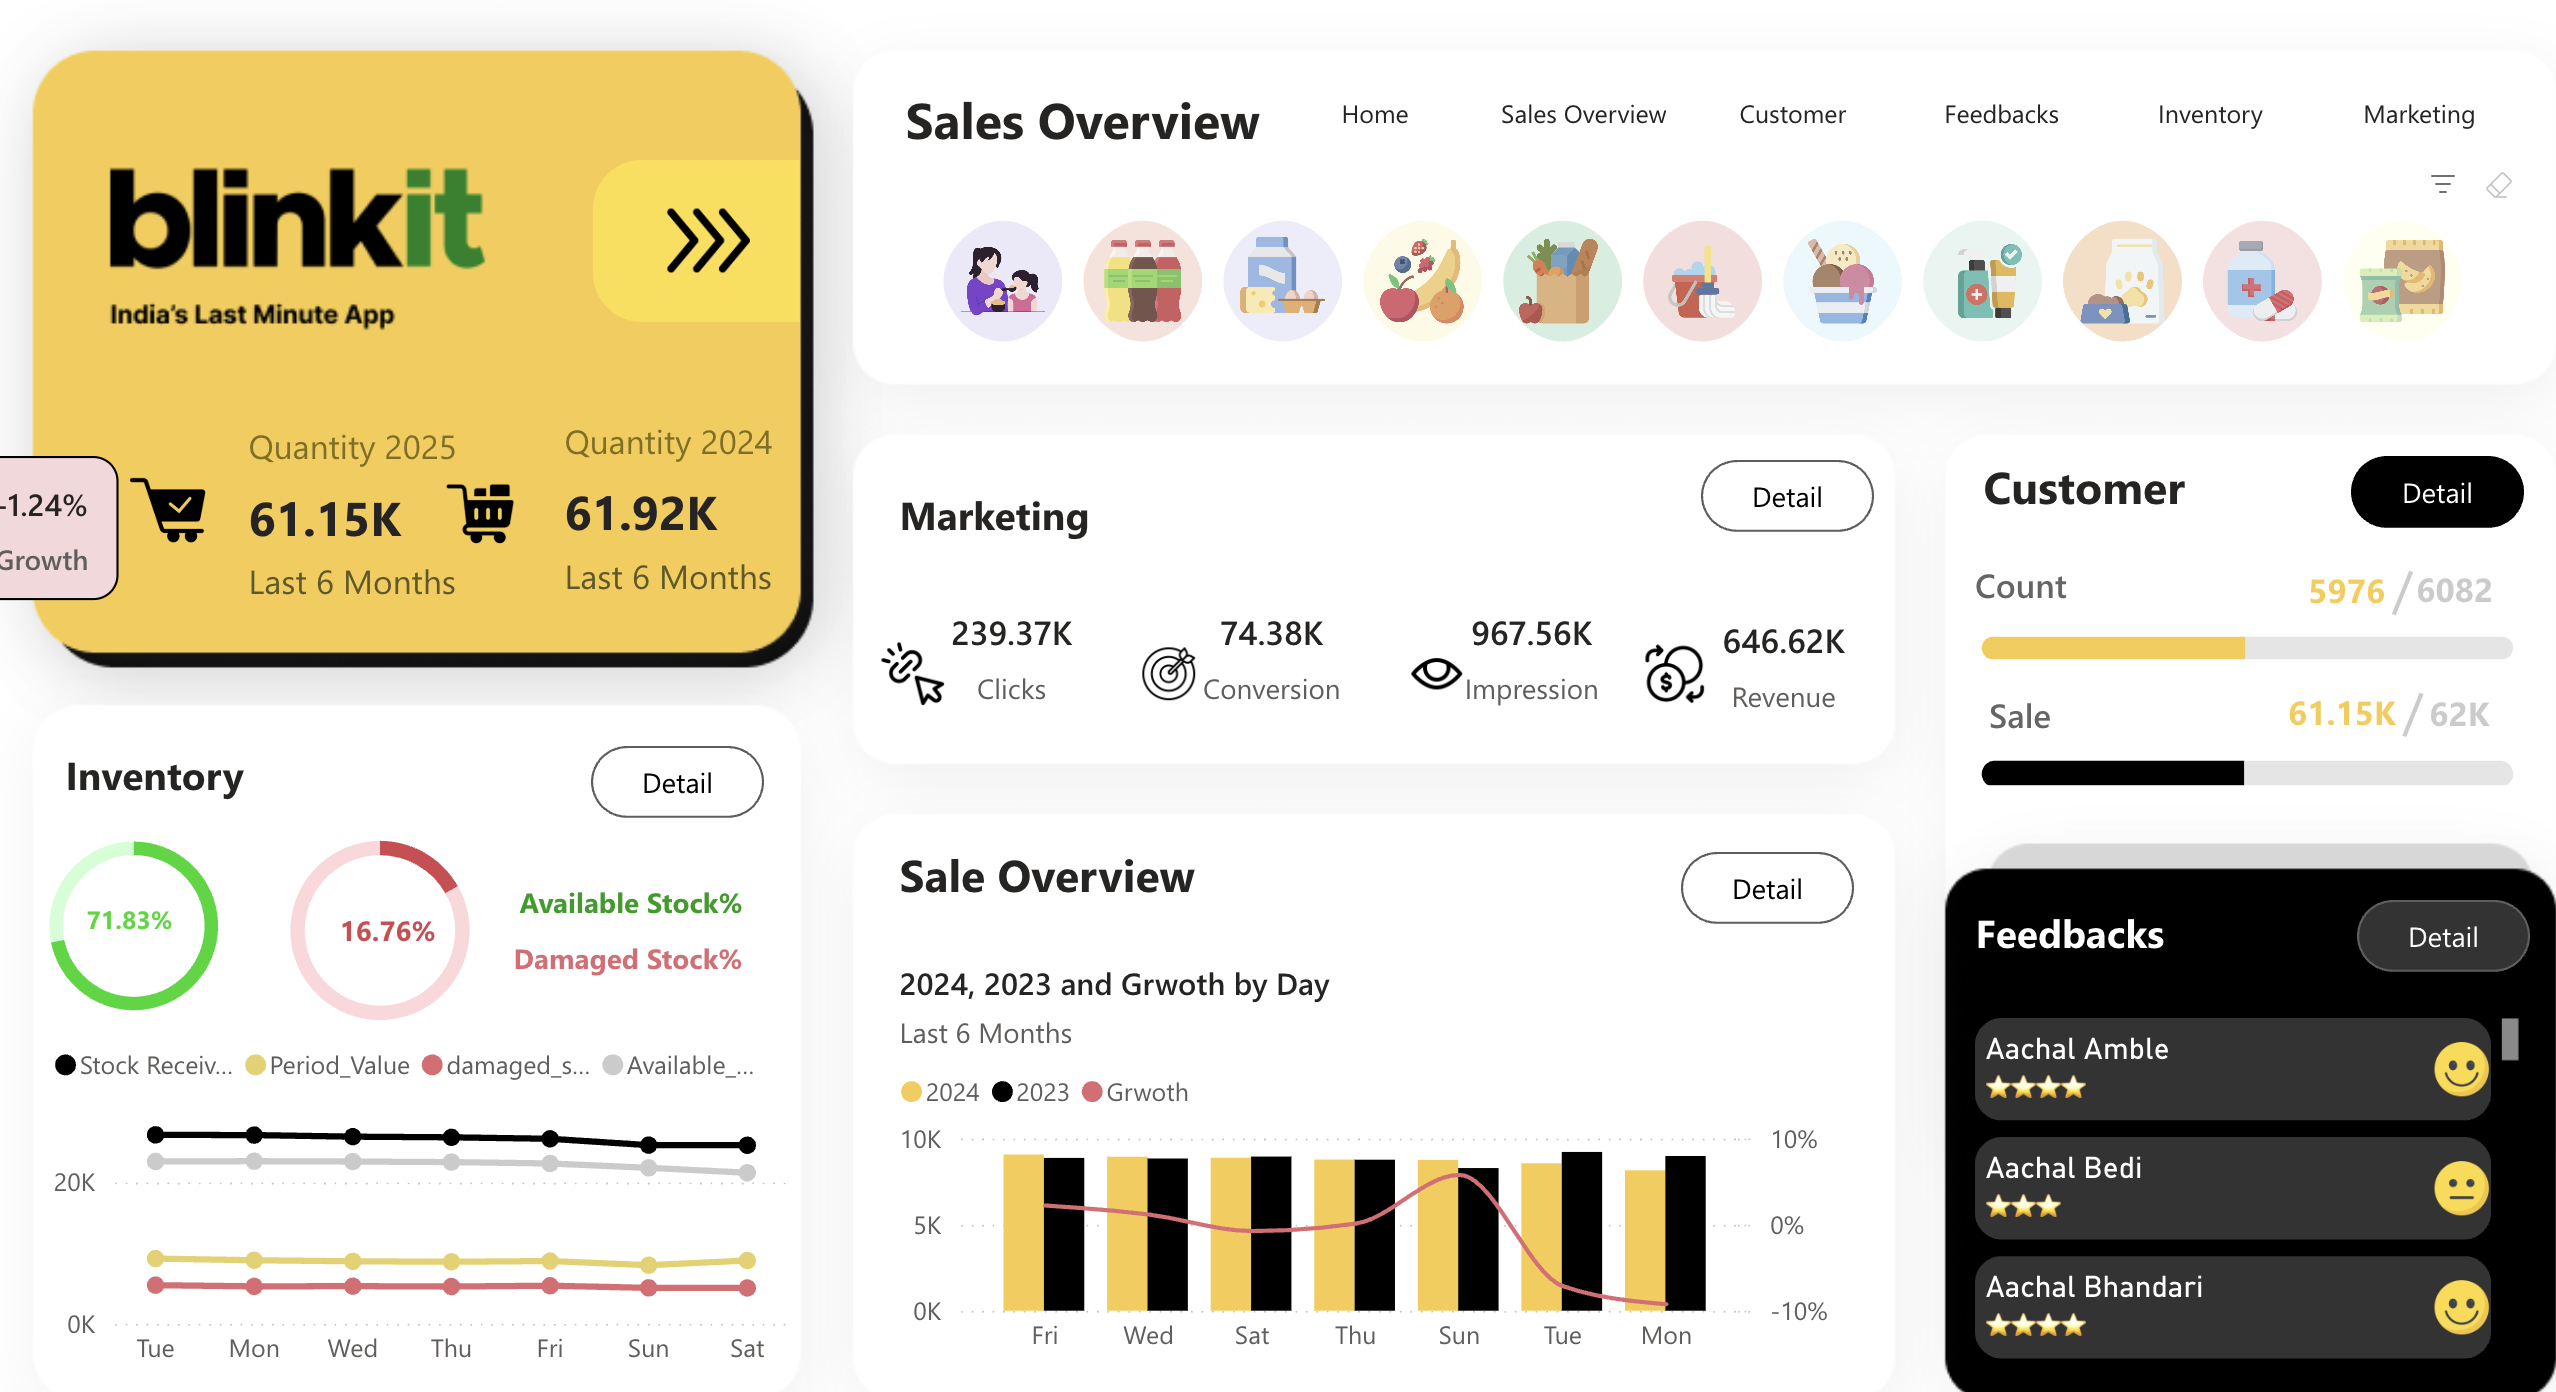 blinkit
India's Last Minute App
Quantity 2025
61.15K
Last 6 Months
Quantity 2024
61.92K
Last 6 Months
-1.24%
Growth
Sales Overview
Home
Sales Overview
Customer
Feedbacks
Inventory
Marketing
Marketing
Detail
239.37K
Clicks
74.38K
Conversion
967.56K
Impression
646.62K
Revenue
Customer
Detail
Count
5976 / 6082
Sale
61.15K / 62K
Inventory
Detail
71.83%
16.76%
Available Stock%
Damaged Stock%
Stock Receiv... Period_Value damaged_s... Available_...
20K
0K
Tue Mon Wed Thu Fri Sun Sat
Sale Overview
Detail
2024, 2023 and Grwoth by Day
Last 6 Months
2024 2023 Grwoth
10K 10%
5K 0%
0K -10%
Fri Wed Sat Thu Sun Tue Mon
Feedbacks
Detail
Aachal Amble
Aachal Bedi
Aachal Bhandari